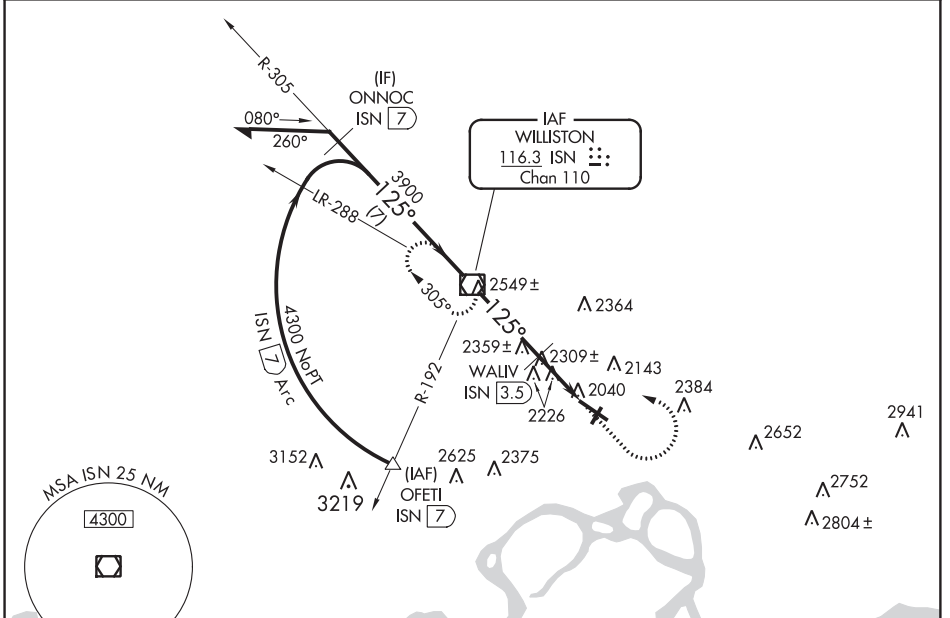 R-305
(IF)
ONNOC
ISN 7
080°
260°
IAF
WILLISTON
116.3 ISN
Chan 110
LR-288
3900
125°
(7)
305°
2549±
125°
2364
4300 NoPT
ISN 7 Arc
R-192
2359±
2309±
WALIV
ISN 3.5
2143
2226
2040
2384
2941
2652
3152
3219
(IAF)
OFETI
ISN 7
2625
2375
2752
2804±
MSA ISN 25 NM
4300